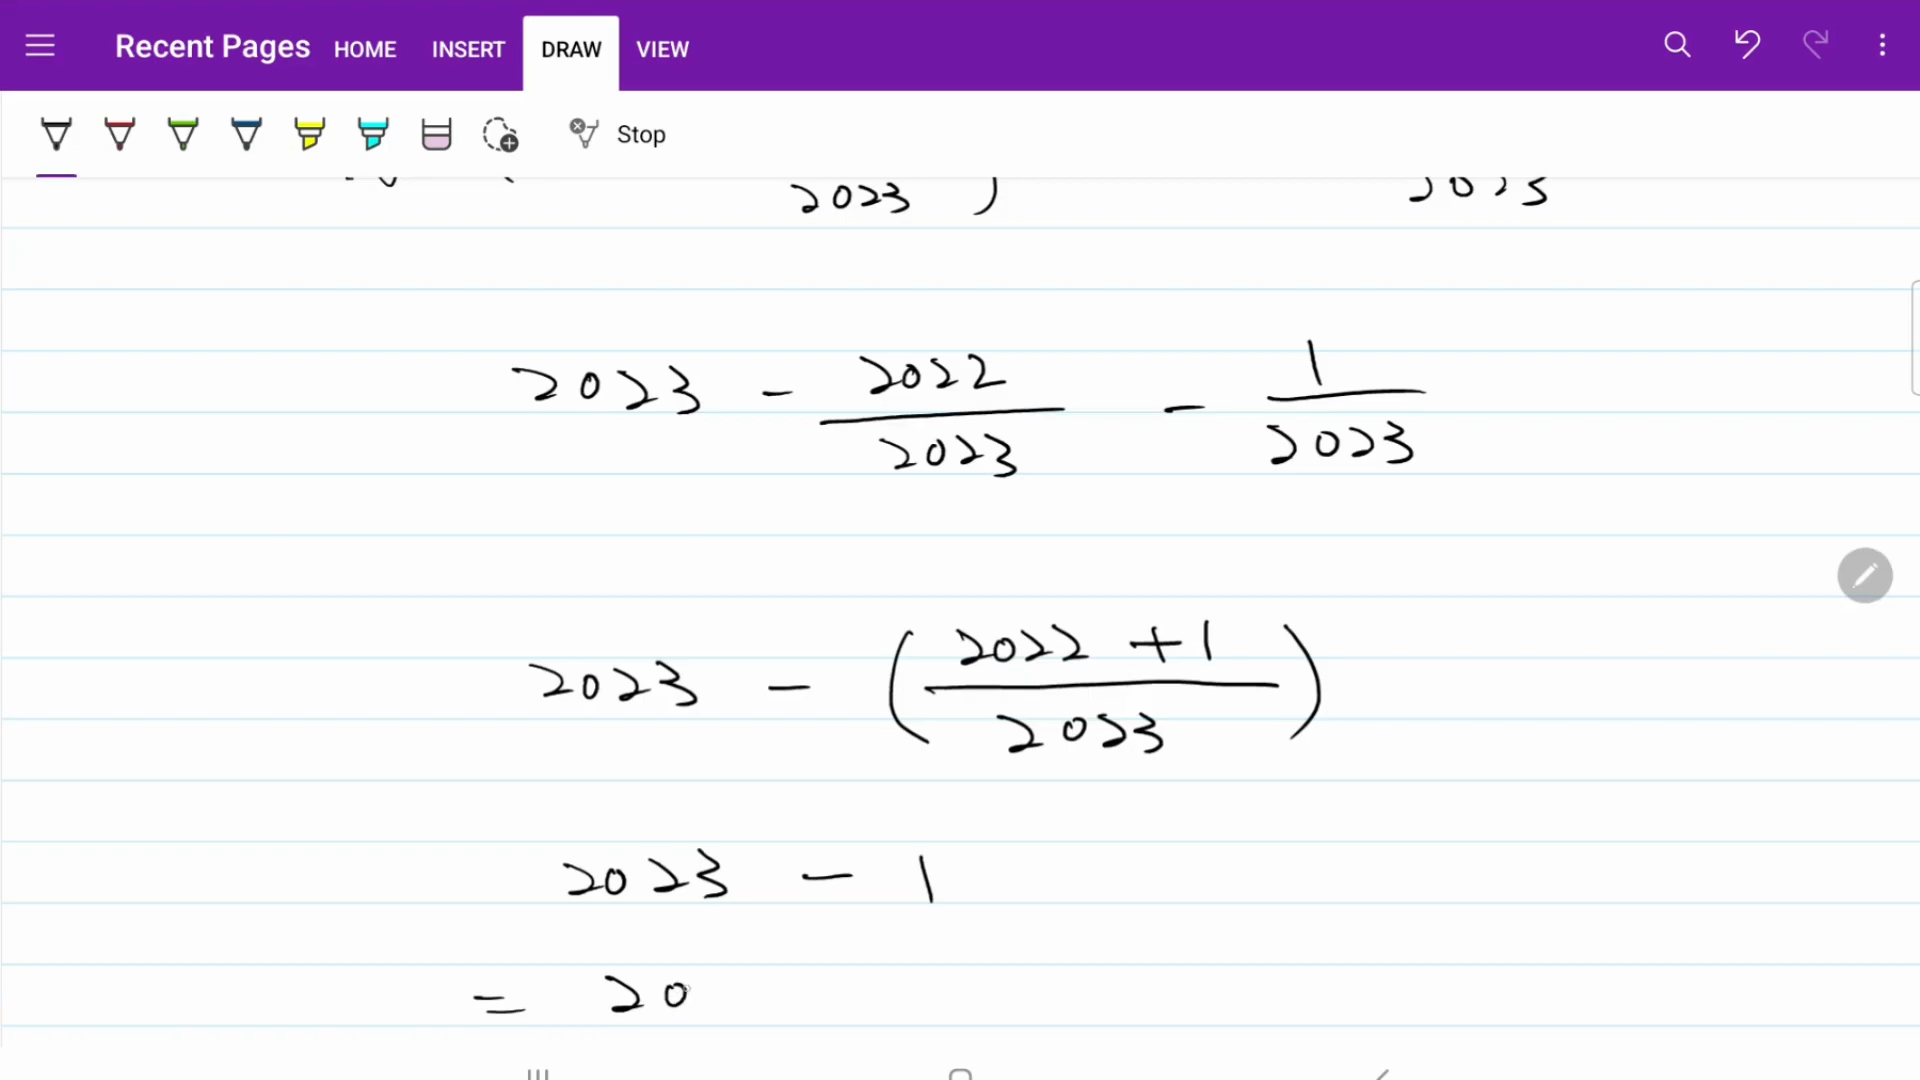 Recent Pages HOME INSERT DRAW VIEW
Stop
2023 )
2023 - 2022/2023 - 1/2023
2023 - ( 2022 + 1 / 2023 )
2023 - 1
= 20